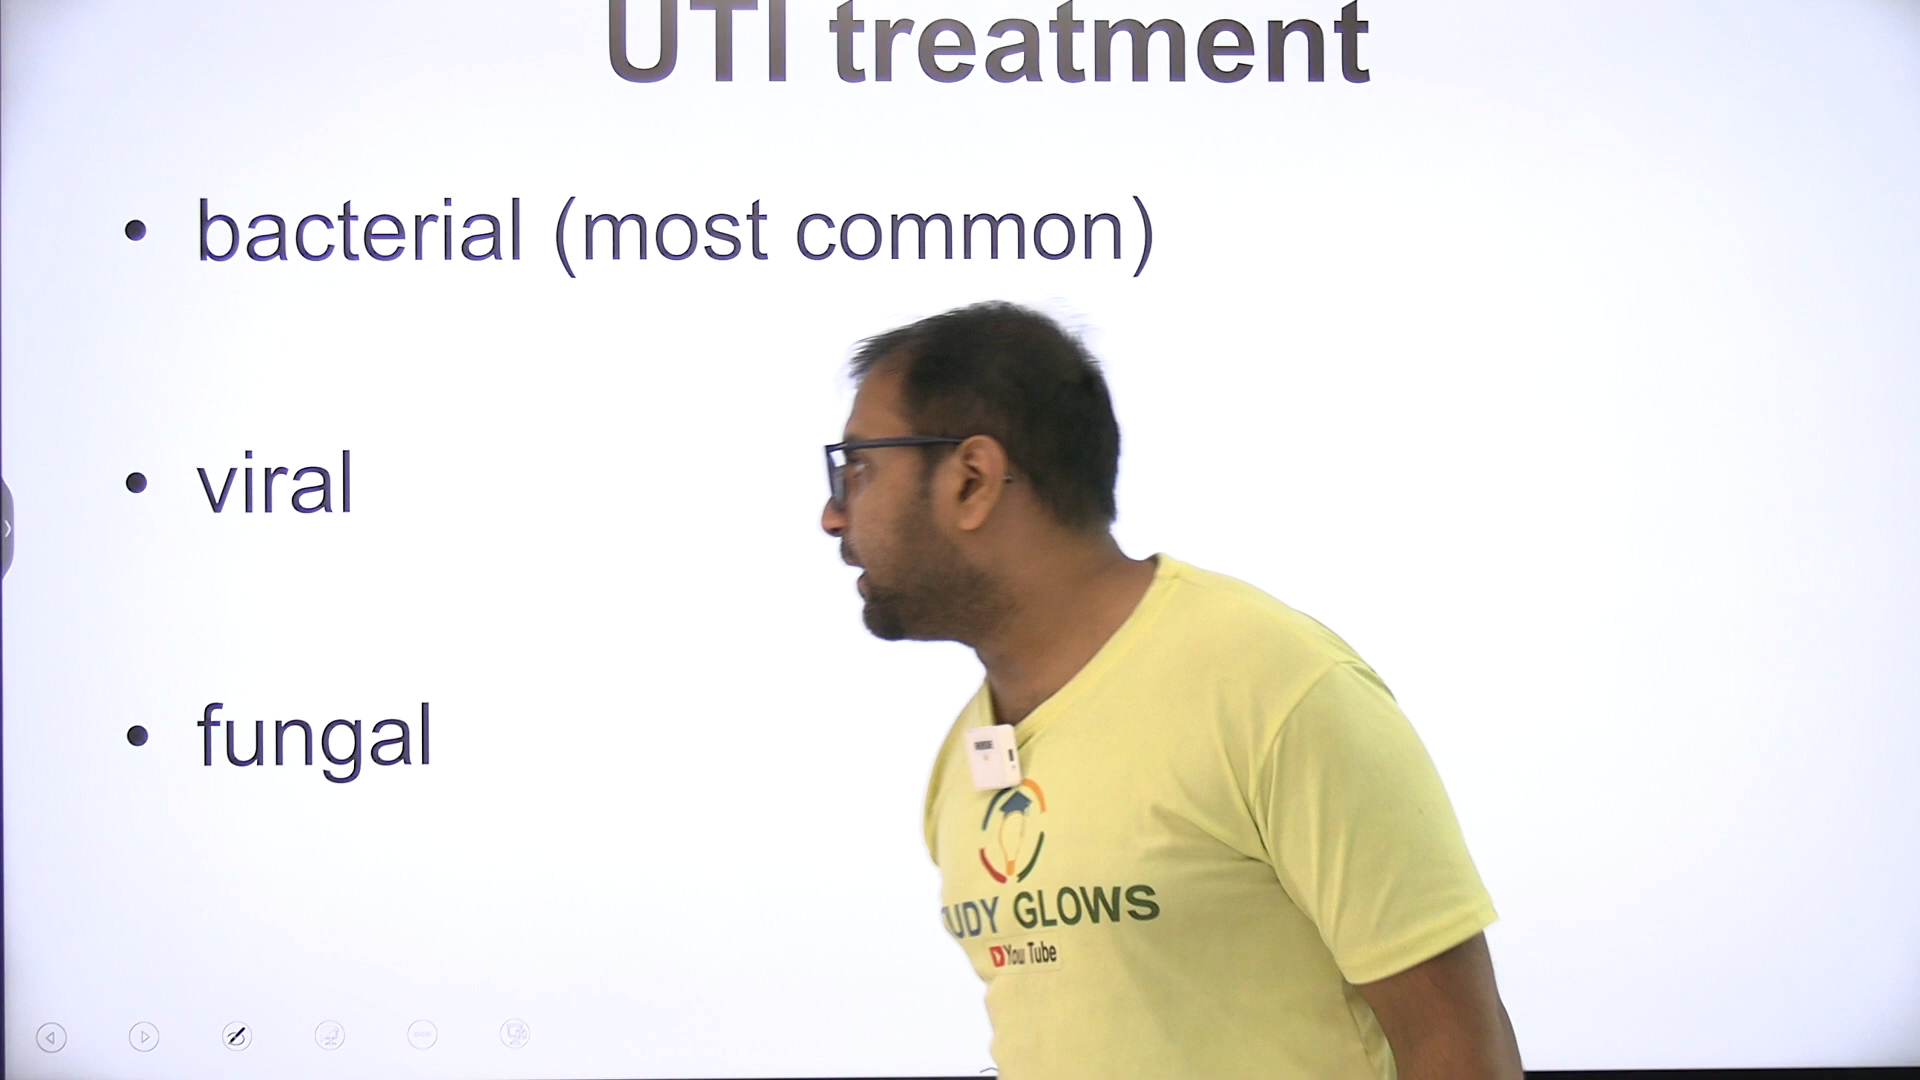 UTI treatment
• bacterial (most common)
• viral
• fungal
UDY GLOWS
You Tube